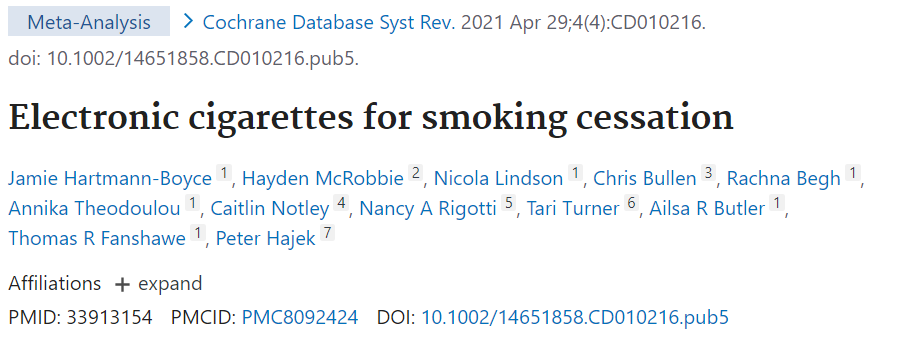 Meta-Analysis > Cochrane Database Syst Rev. 2021 Apr 29;4(4):CD010216.
doi: 10.1002/14651858.CD010216.pub5.
Electronic cigarettes for smoking cessation
Jamie Hartmann-Boyce 1, Hayden McRobbie 2, Nicola Lindson 1, Chris Bullen 3, Rachna Begh 1,
Annika Theodoulou 1, Caitlin Notley 4, Nancy A Rigotti 5, Tari Turner 6, Ailsa R Butler 1,
Thomas R Fanshawe 1, Peter Hajek 7
Affiliations + expand
PMID: 33913154 PMCID: PMC8092424 DOI: 10.1002/14651858.CD010216.pub5